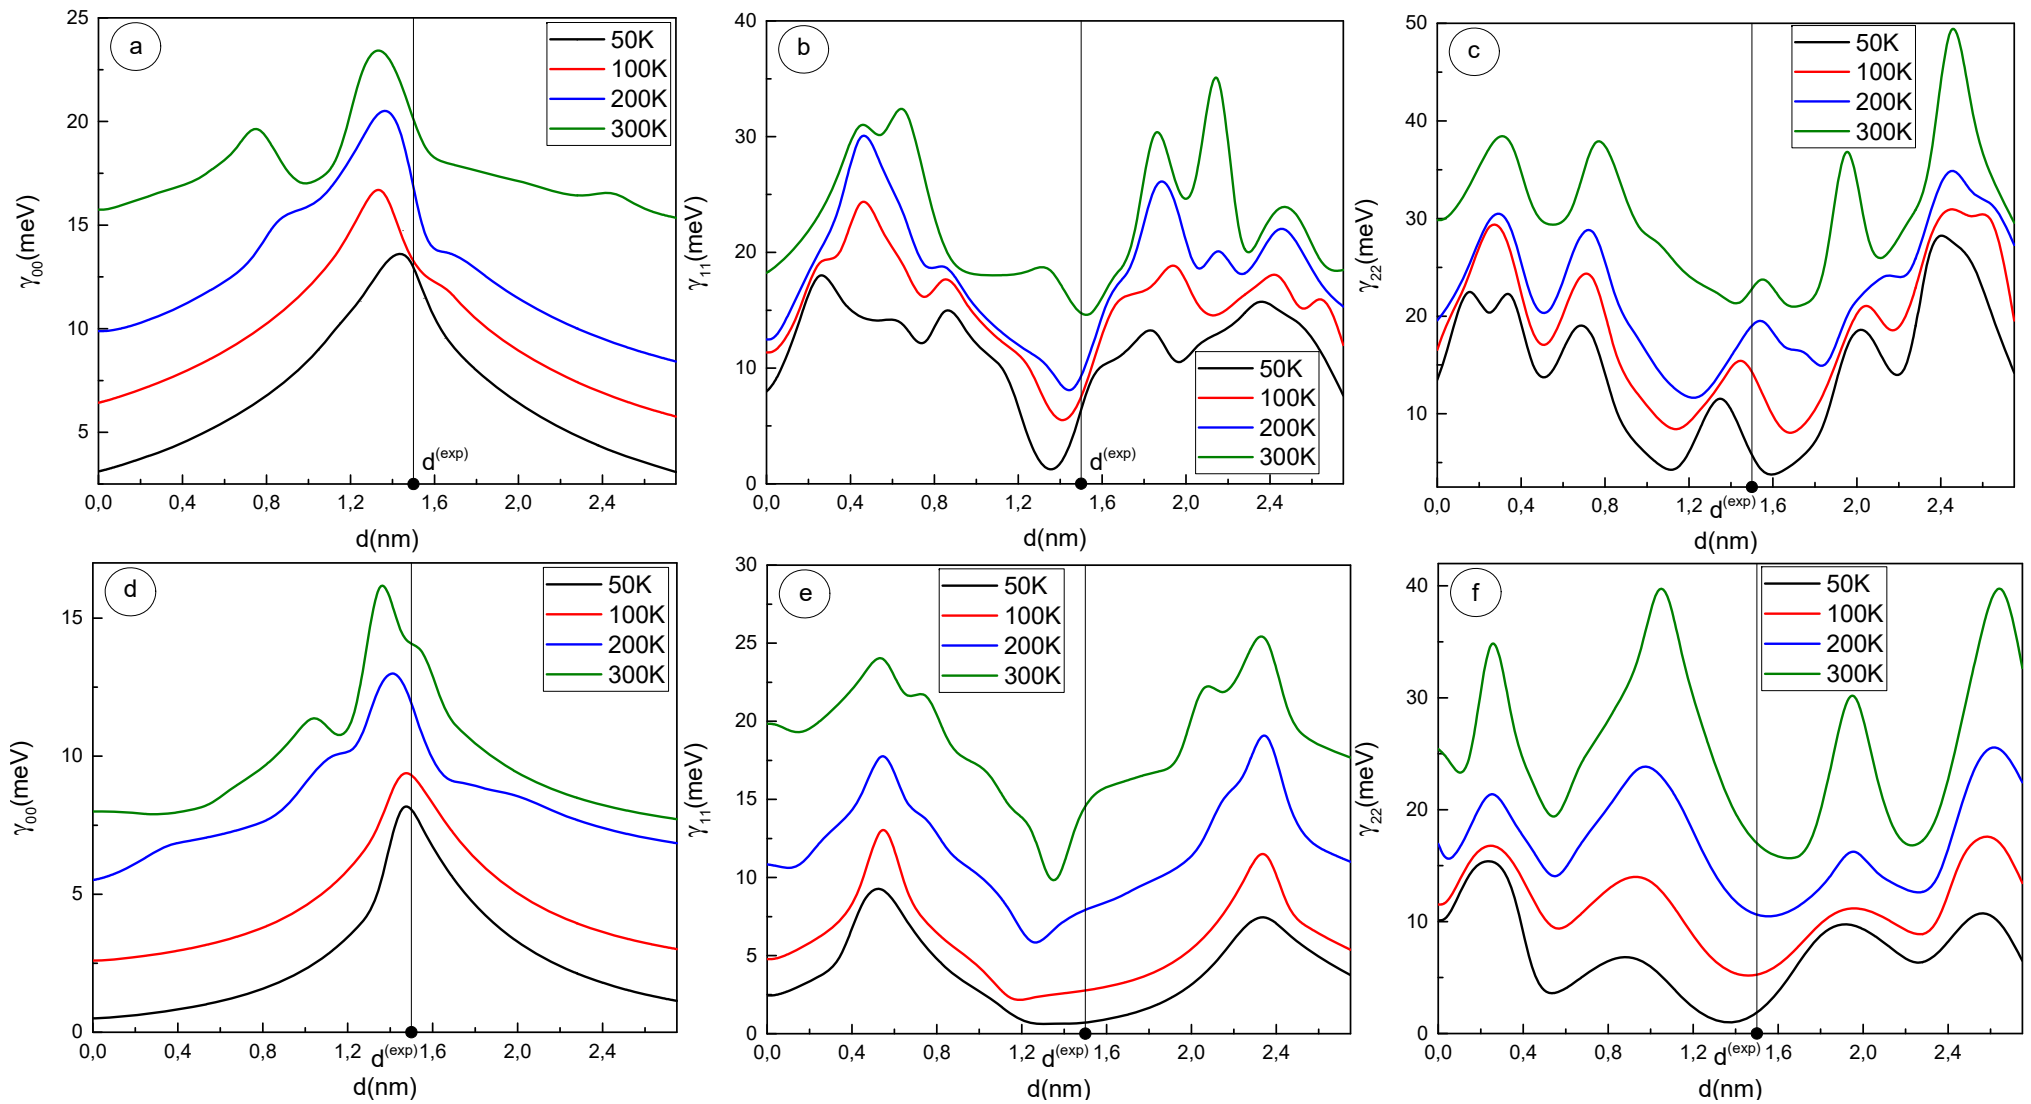 a
25
20
15
10
5
γ00(meV)
50K
100K
200K
300K
d(exp)
0,0 0,4 0,8 1,2 1,6 2,0 2,4
d(nm)
b
40
30
20
10
0
γ11(meV)
50K
100K
200K
300K
d(exp)
0,0 0,4 0,8 1,2 1,6 2,0 2,4
d(nm)
c
50
40
30
20
10
γ22(meV)
50K
100K
200K
300K
0,0 0,4 0,8 1,2 d(exp) 1,6 2,0 2,4
d(nm)
d
15
10
5
0
γ00(meV)
50K
100K
200K
300K
0,0 0,4 0,8 1,2 d(exp) 1,6 2,0 2,4
d(nm)
e
30
25
20
15
10
5
0
γ11(meV)
50K
100K
200K
300K
0,0 0,4 0,8 1,2 d(exp) 1,6 2,0 2,4
d(nm)
f
40
30
20
10
0
γ22(meV)
50K
100K
200K
300K
0,0 0,4 0,8 1,2 d(exp) 1,6 2,0 2,4
d(nm)